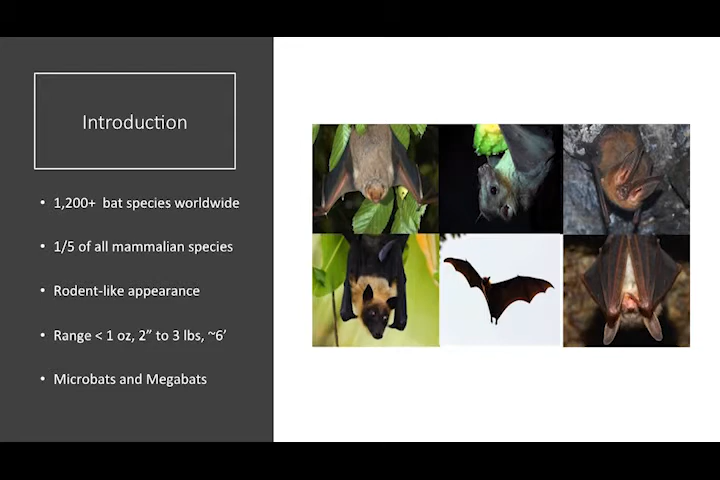 Introduction
• 1,200+ bat species worldwide
• 1/5 of all mammalian species
• Rodent-like appearance
• Range < 1 oz, 2” to 3 lbs, ~6’
• Microbats and Megabats